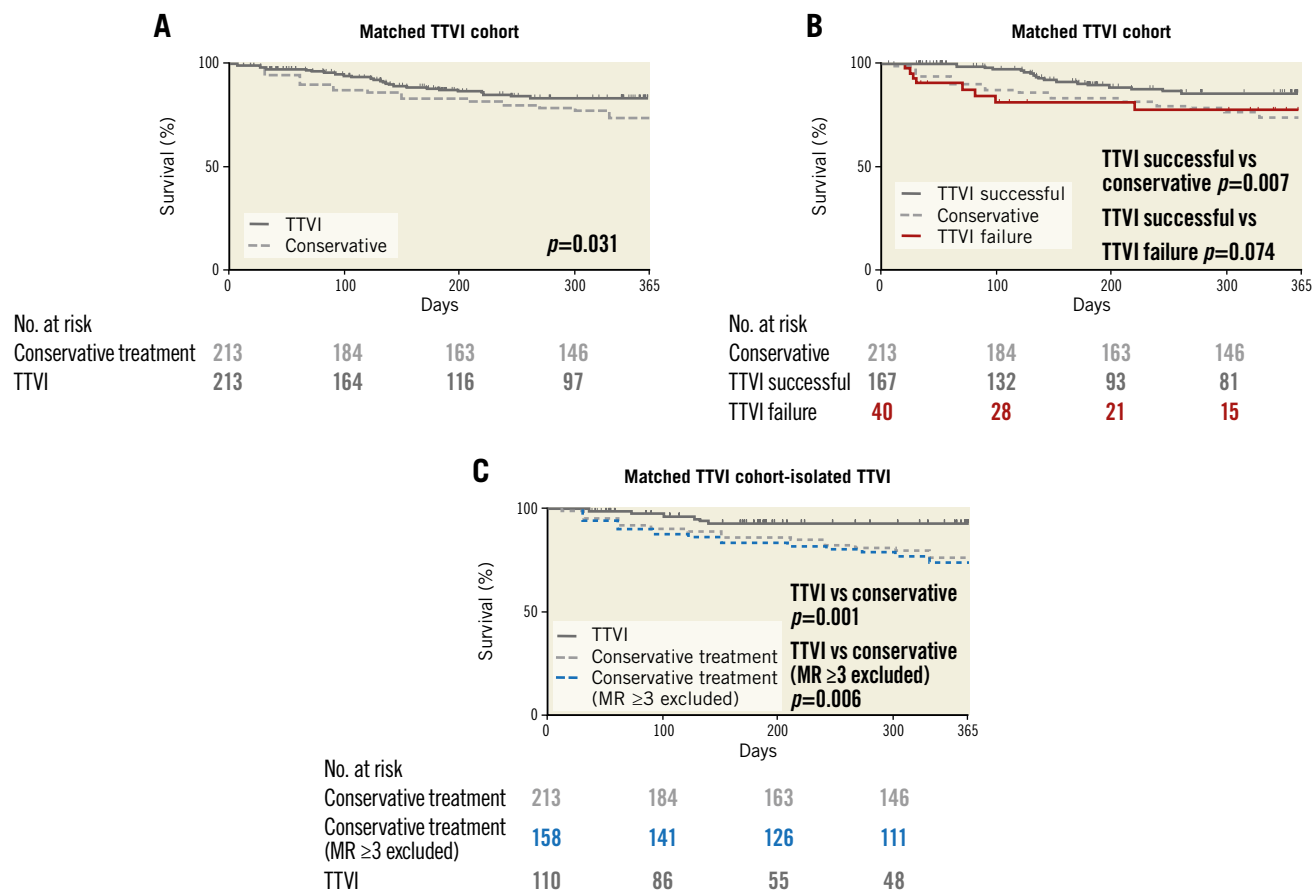 A
Matched TTVI cohort
100
50
0
Survival (%)
TTVI
Conservative
p=0.031
0 100 200 300 365
Days
No. at risk
Conservative treatment 213 184 163 146
TTVI 213 164 116 97
B
Matched TTVI cohort
100
50
0
Survival (%)
TTVI successful
Conservative
TTVI failure
TTVI successful vs
conservative p=0.007
TTVI successful vs
TTVI failure p=0.074
0 100 200 300 365
Days
No. at risk
Conservative 213 184 163 146
TTVI successful 167 132 93 81
TTVI failure 40 28 21 15
C
Matched TTVI cohort-isolated TTVI
100
50
0
Survival (%)
TTVI
Conservative treatment
Conservative treatment
(MR ≥3 excluded)
TTVI vs conservative
p=0.001
TTVI vs conservative
(MR ≥3 excluded)
p=0.006
0 100 200 300 365
Days
No. at risk
Conservative treatment 213 184 163 146
Conservative treatment
(MR ≥3 excluded) 158 141 126 111
TTVI 110 86 55 48